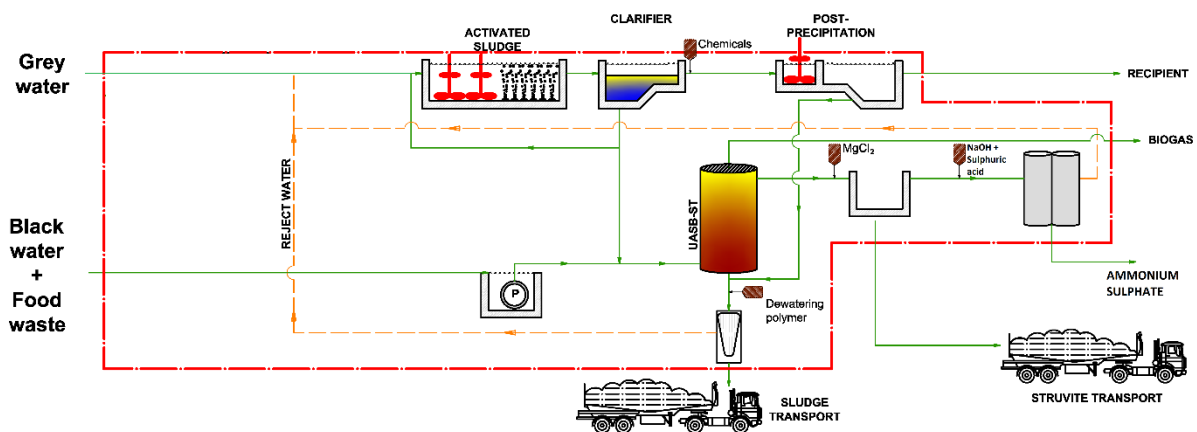 Grey
water
ACTIVATED
SLUDGE
CLARIFIER
Chemicals
POST-
PRECIPITATION
RECIPIENT
BIOGAS
MgCl₂
NaOH +
Sulphuric
acid
REJECT WATER
UASB-ST
Black
water
+
Food
waste
P
Dewatering
polymer
AMMONIUM
SULPHATE
SLUDGE
TRANSPORT
STRUVITE TRANSPORT